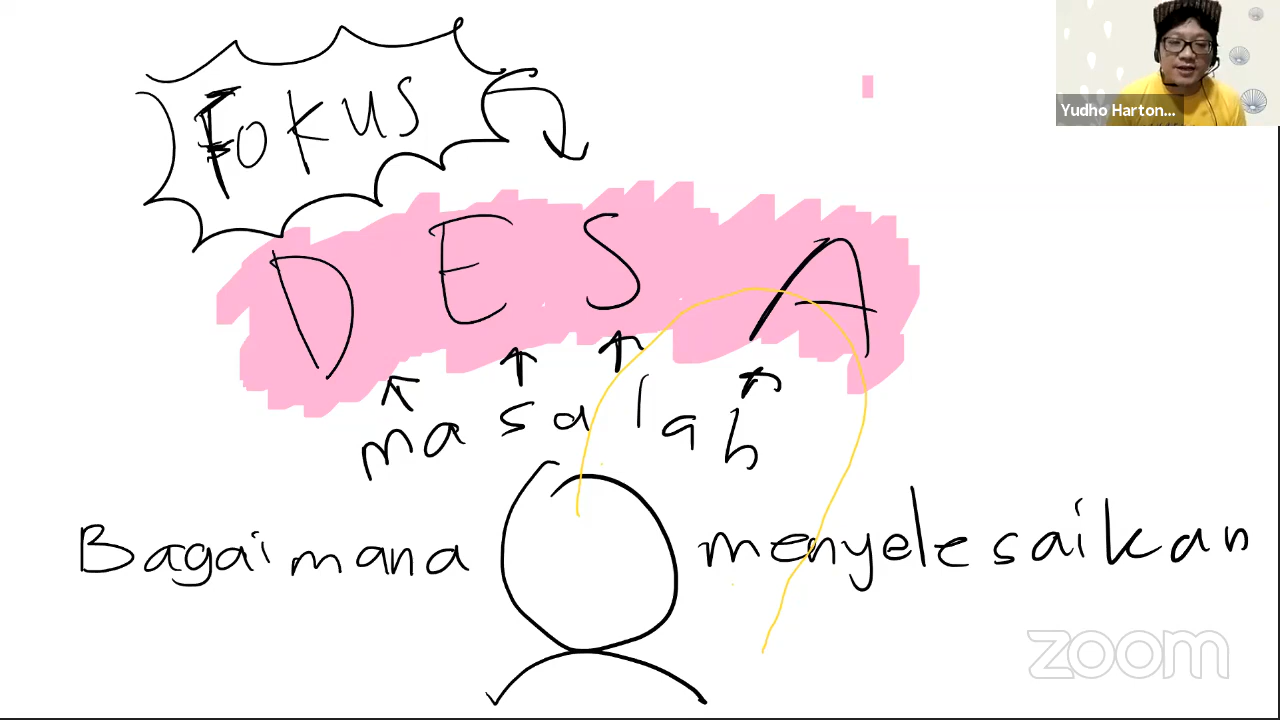 Fokus
Yudho Harton...
DESA
masalah
Bagaimana menyelesaikan
zoom